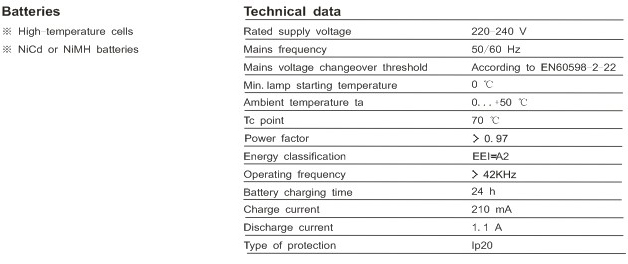 Batteries
※ High-temperature cells
※ NiCd or NiMH batteries
Technical data
Rated supply voltage 220-240 V
Mains frequency 50/60 Hz
Mains voltage changeover threshold According to EN60598-2-22
Min. lamp starting temperature 0 ℃
Ambient temperature ta 0...+50 ℃
Tc point 70 ℃
Power factor > 0.97
Energy classification EEI=A2
Operating frequency > 42KHz
Battery charging time 24 h
Charge current 210 mA
Discharge current 1.1 A
Type of protection Ip20